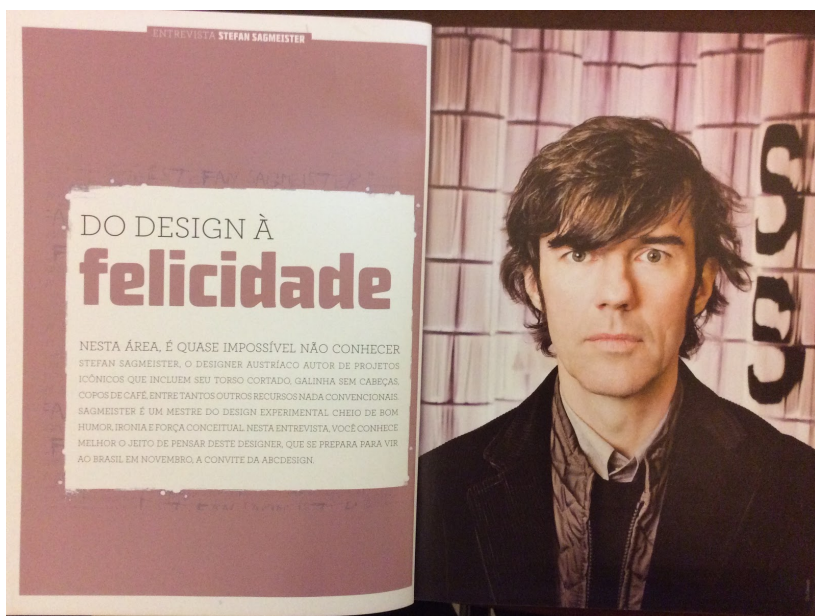 ENTREVISTA STEFAN SAGMEISTER
DO DESIGN À
felicidade
NESTA ÁREA, É QUASE IMPOSSÍVEL NÃO CONHECER
STEFAN SAGMEISTER, O DESIGNER AUSTRÍACO AUTOR DE PROJETOS
ICÔNICOS QUE INCLUEM SEU TORSO CORTADO, GALINHA SEM CABEÇAS,
COPOS DE CAFÉ, ENTRE TANTOS OUTROS RECURSOS NADA CONVENCIONAIS.
SAGMEISTER É UM MESTRE DO DESIGN EXPERIMENTAL CHEIO DE BOM
HUMOR, IRONIA E FORÇA CONCEITUAL. NESTA ENTREVISTA, VOCÊ CONHECE
MELHOR O JEITO DE PENSAR DESTE DESIGNER, QUE SE PREPARA PARA VIR
AO BRASIL EM NOVEMBRO, A CONVITE DA ABCDESIGN.